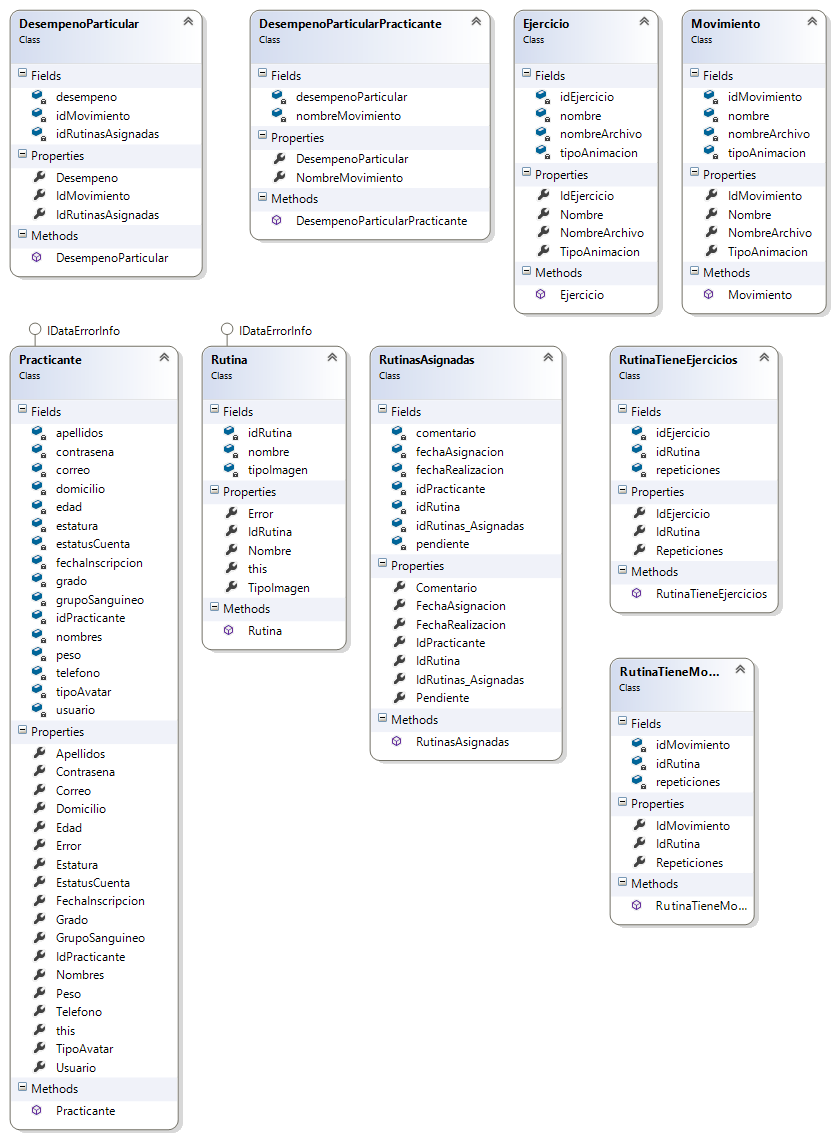 DesempenoParticular
Class
Fields
desempeno
idMovimiento
idRutinasAsignadas
Properties
Desempeno
IdMovimiento
IdRutinasAsignadas
Methods
DesempenoParticular
DesempenoParticularPracticante
Class
Fields
desempenoParticular
nombreMovimiento
Properties
DesempenoParticular
NombreMovimiento
Methods
DesempenoParticularPracticante
Ejercicio
Class
Fields
idEjercicio
nombre
nombreArchivo
tipoAnimacion
Properties
IdEjercicio
Nombre
NombreArchivo
TipoAnimacion
Methods
Ejercicio
Movimiento
Class
Fields
idMovimiento
nombre
nombreArchivo
tipoAnimacion
Properties
IdMovimiento
Nombre
NombreArchivo
TipoAnimacion
Methods
Movimiento
IDataErrorInfo
Practicante
Class
Fields
apellidos
contrasena
correo
domicilio
edad
estatura
estatusCuenta
fechaInscripcion
grado
grupoSanguineo
idPracticante
nombres
peso
telefono
tipoAvatar
usuario
Properties
Apellidos
Contrasena
Correo
Domicilio
Edad
Error
Estatura
EstatusCuenta
FechaInscripcion
Grado
GrupoSanguineo
IdPracticante
Nombres
Peso
Telefono
this
TipoAvatar
Usuario
Methods
Practicante
IDataErrorInfo
Rutina
Class
Fields
idRutina
nombre
tipoImagen
Properties
Error
IdRutina
Nombre
this
TipoImagen
Methods
Rutina
RutinasAsignadas
Class
Fields
comentario
fechaAsignacion
fechaRealizacion
idPracticante
idRutina
idRutinas_Asignadas
pendiente
Properties
Comentario
FechaAsignacion
FechaRealizacion
IdPracticante
IdRutina
IdRutinas_Asignadas
Pendiente
Methods
RutinasAsignadas
RutinaTieneEjercicios
Class
Fields
idEjercicio
idRutina
repeticiones
Properties
IdEjercicio
IdRutina
Repeticiones
Methods
RutinaTieneEjercicios
RutinaTieneMo...
Class
Fields
idMovimiento
idRutina
repeticiones
Properties
IdMovimiento
IdRutina
Repeticiones
Methods
RutinaTieneMo...